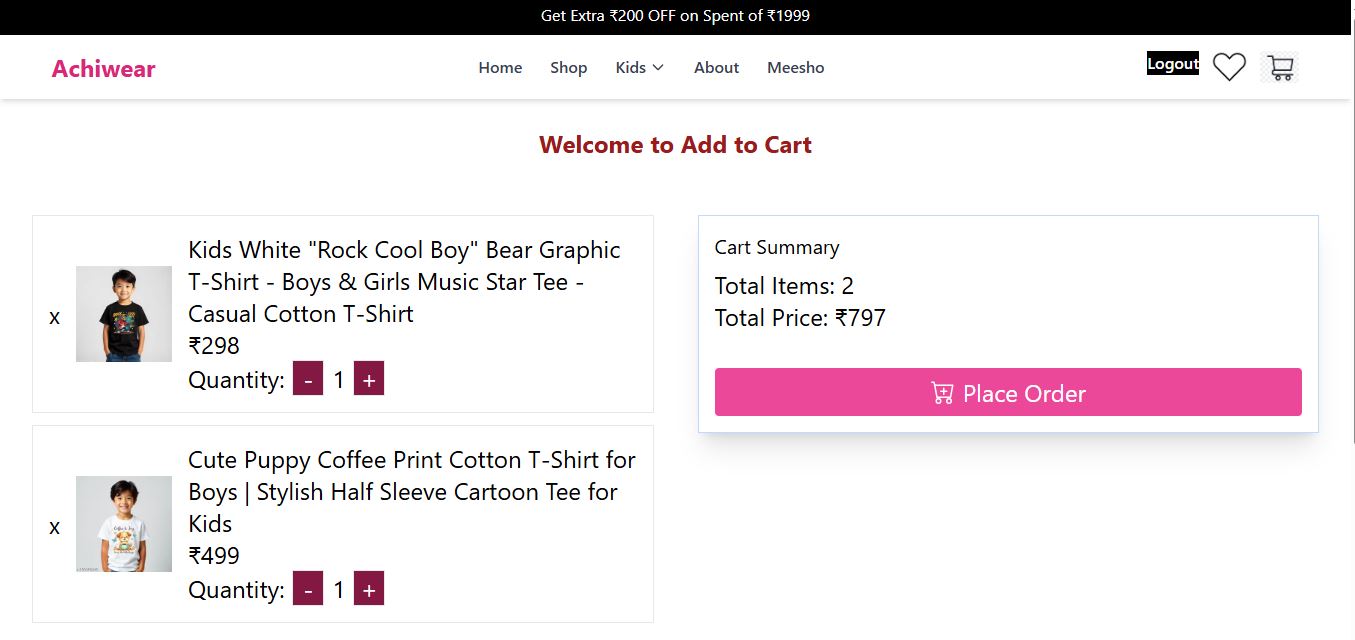 Get Extra ₹200 OFF on Spent of ₹1999
Achiwear
Home
Shop
Kids
About
Meesho
Logout
Welcome to Add to Cart
x
Kids White "Rock Cool Boy" Bear Graphic
T-Shirt - Boys & Girls Music Star Tee -
Casual Cotton T-Shirt
₹298
Quantity: - 1 +
x
Cute Puppy Coffee Print Cotton T-Shirt for
Boys | Stylish Half Sleeve Cartoon Tee for
Kids
₹499
Quantity: - 1 +
Cart Summary
Total Items: 2
Total Price: ₹797
Place Order